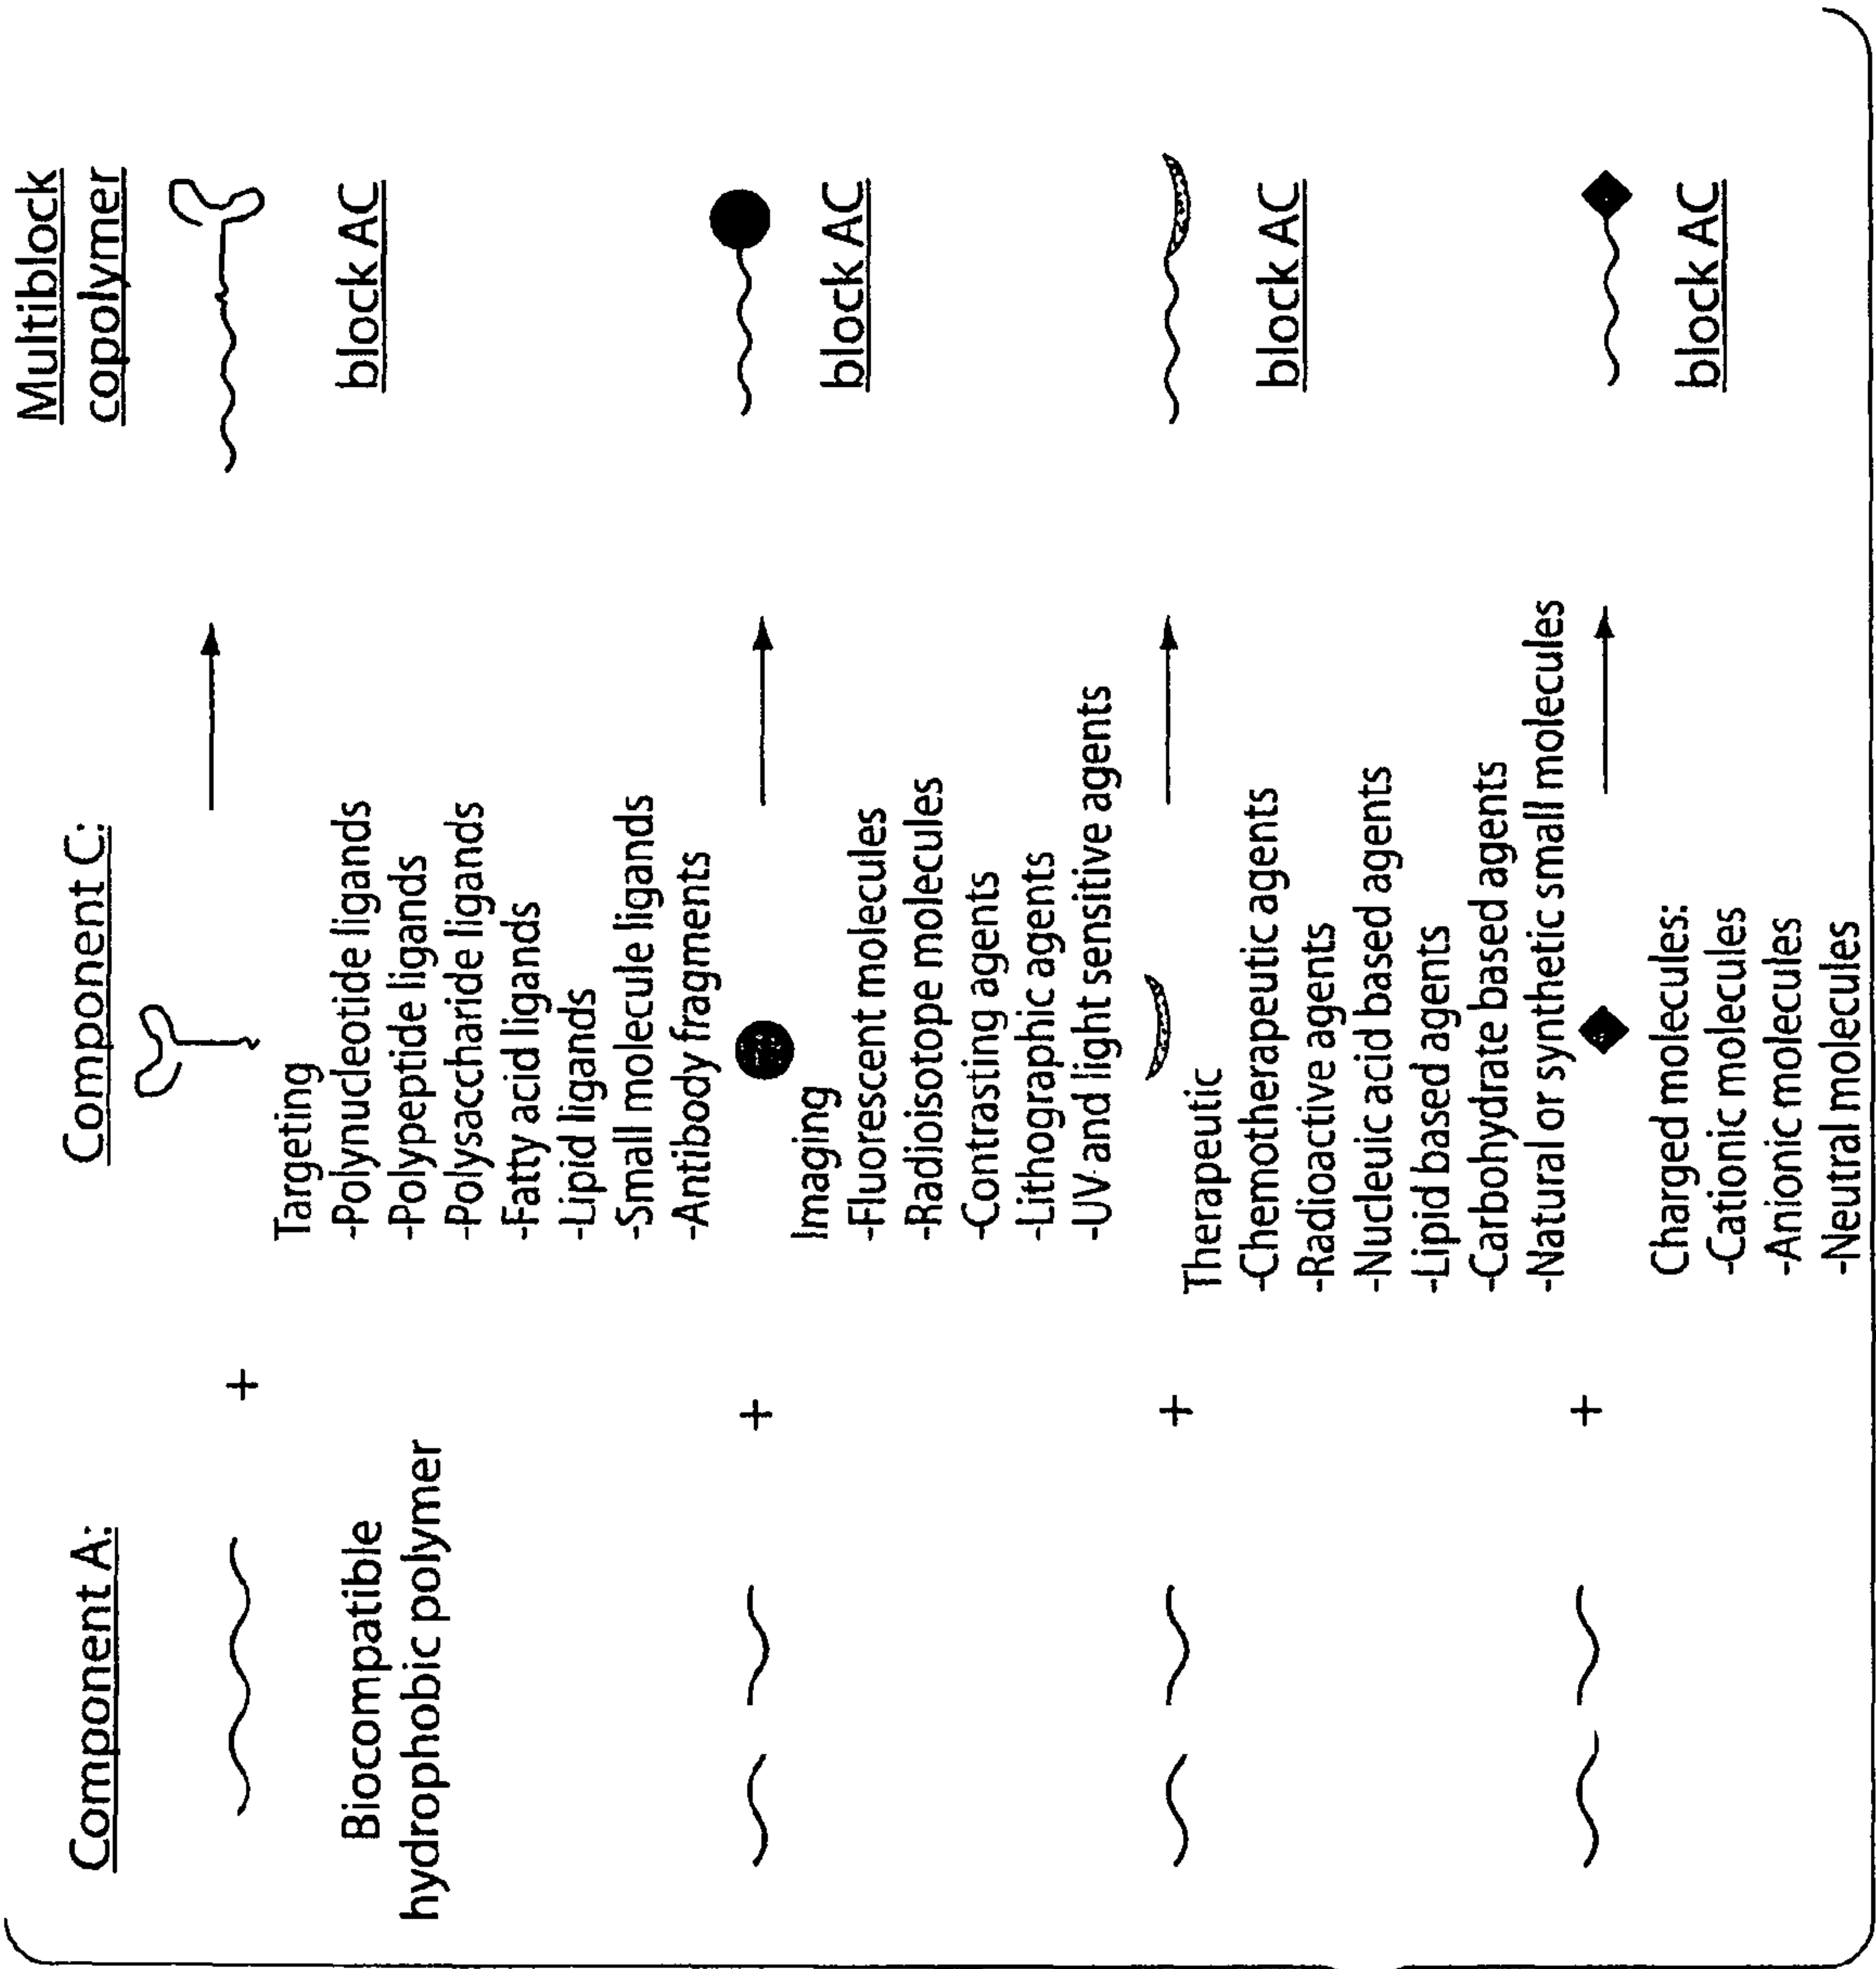 Component A:
Component C:
Multiblock
copolymer
+
Biocompatible
hydrophobic polymer
Targeting
-Polynucleotide ligands
-Polypeptide ligands
-Polysaccharide ligands
-Fatty acid ligands
-Lipid ligands
-Small molecule ligands
-Antibody fragments
block AC
+
Imaging
-Fluorescent molecules
-Radioisotope molecules
-Contrasting agents
-Lithographic agents
-UV and light sensitive agents
block AC
+
Therapeutic
-Chemotherapeutic agents
-Radioactive agents
-Nucleuic acid based agents
-Lipid based agents
-Carbohydrate based agents
-Natural or synthetic small molecules
block AC
+
Charged molecules:
-Cationic molecules
-Anionic molecules
-Neutral molecules
block AC